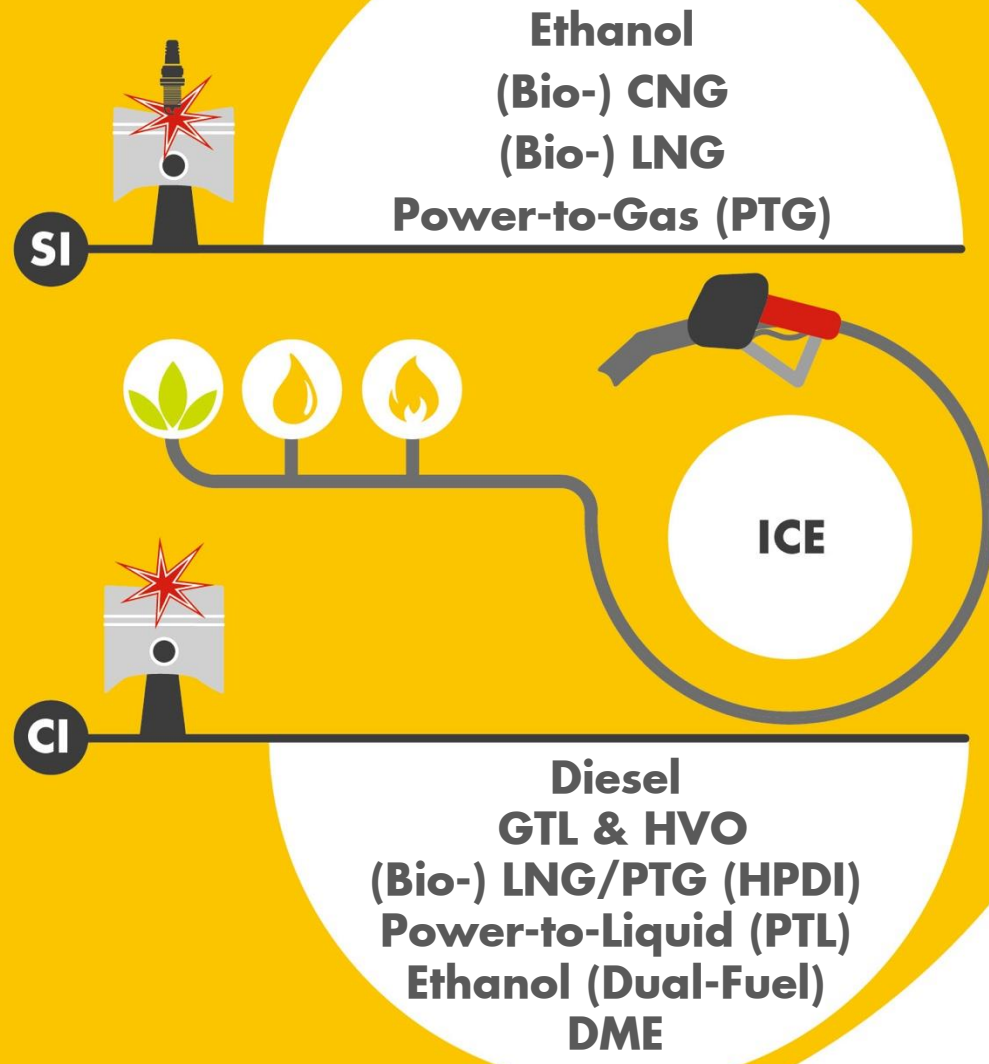 Ethanol
(Bio-) CNG
(Bio-) LNG
Power-to-Gas (PTG)
SI
ICE
CI
Diesel
GTL & HVO
(Bio-) LNG/PTG (HPDI)
Power-to-Liquid (PTL)
Ethanol (Dual-Fuel)
DME